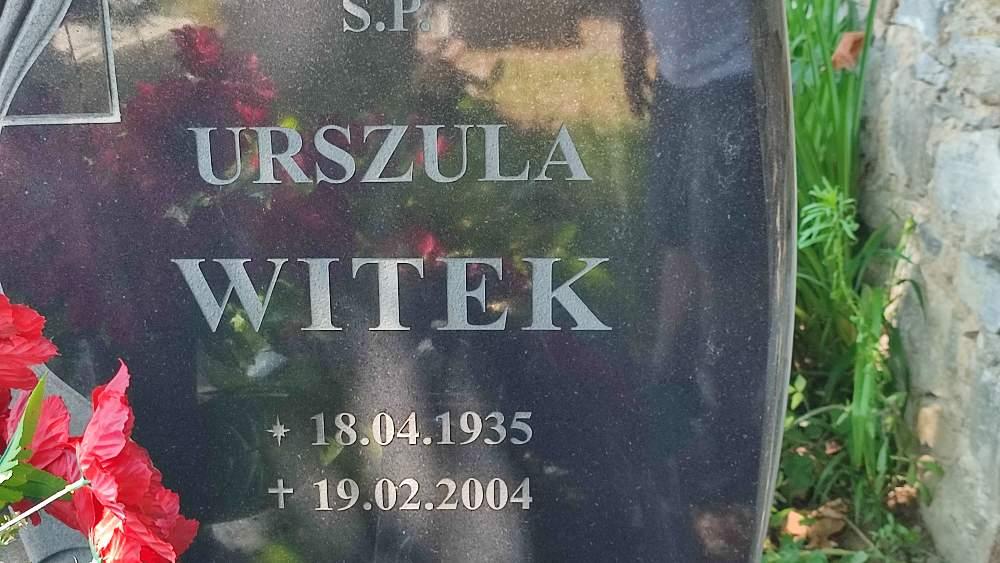 Ś.P.
URSZULA
WITEK
* 18.04.1935
+ 19.02.2004